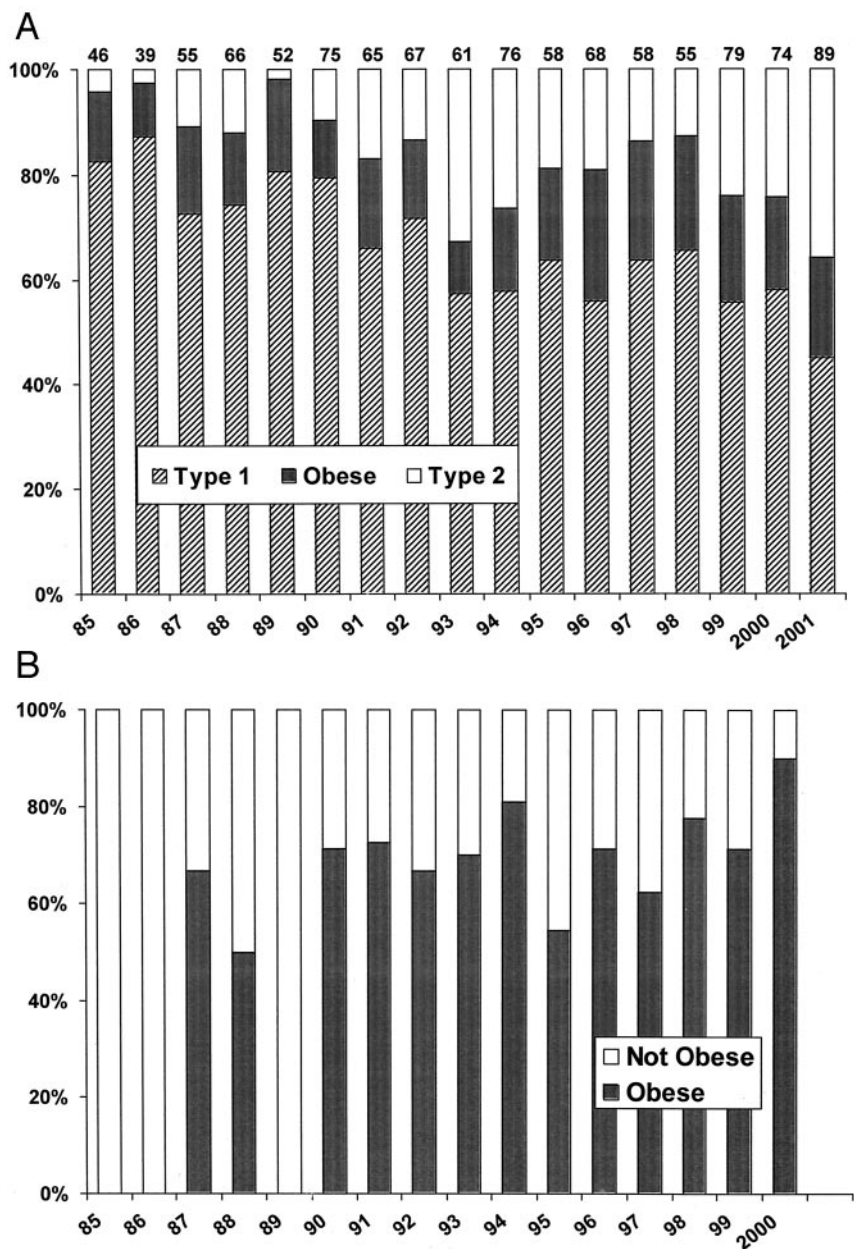 A
46 39 55 66 52 75 65 67 61 76 58 68 58 55 79 74 89
100%
80%
60%
40%
Type 1 Obese Type 2
20%
0%
85 86 87 88 89 90 91 92 93 94 95 96 97 98 99 2000 2001
B
100%
80%
60%
40%
Not Obese
Obese
20%
0%
85 86 87 88 89 90 91 92 93 94 95 96 97 98 99 2000